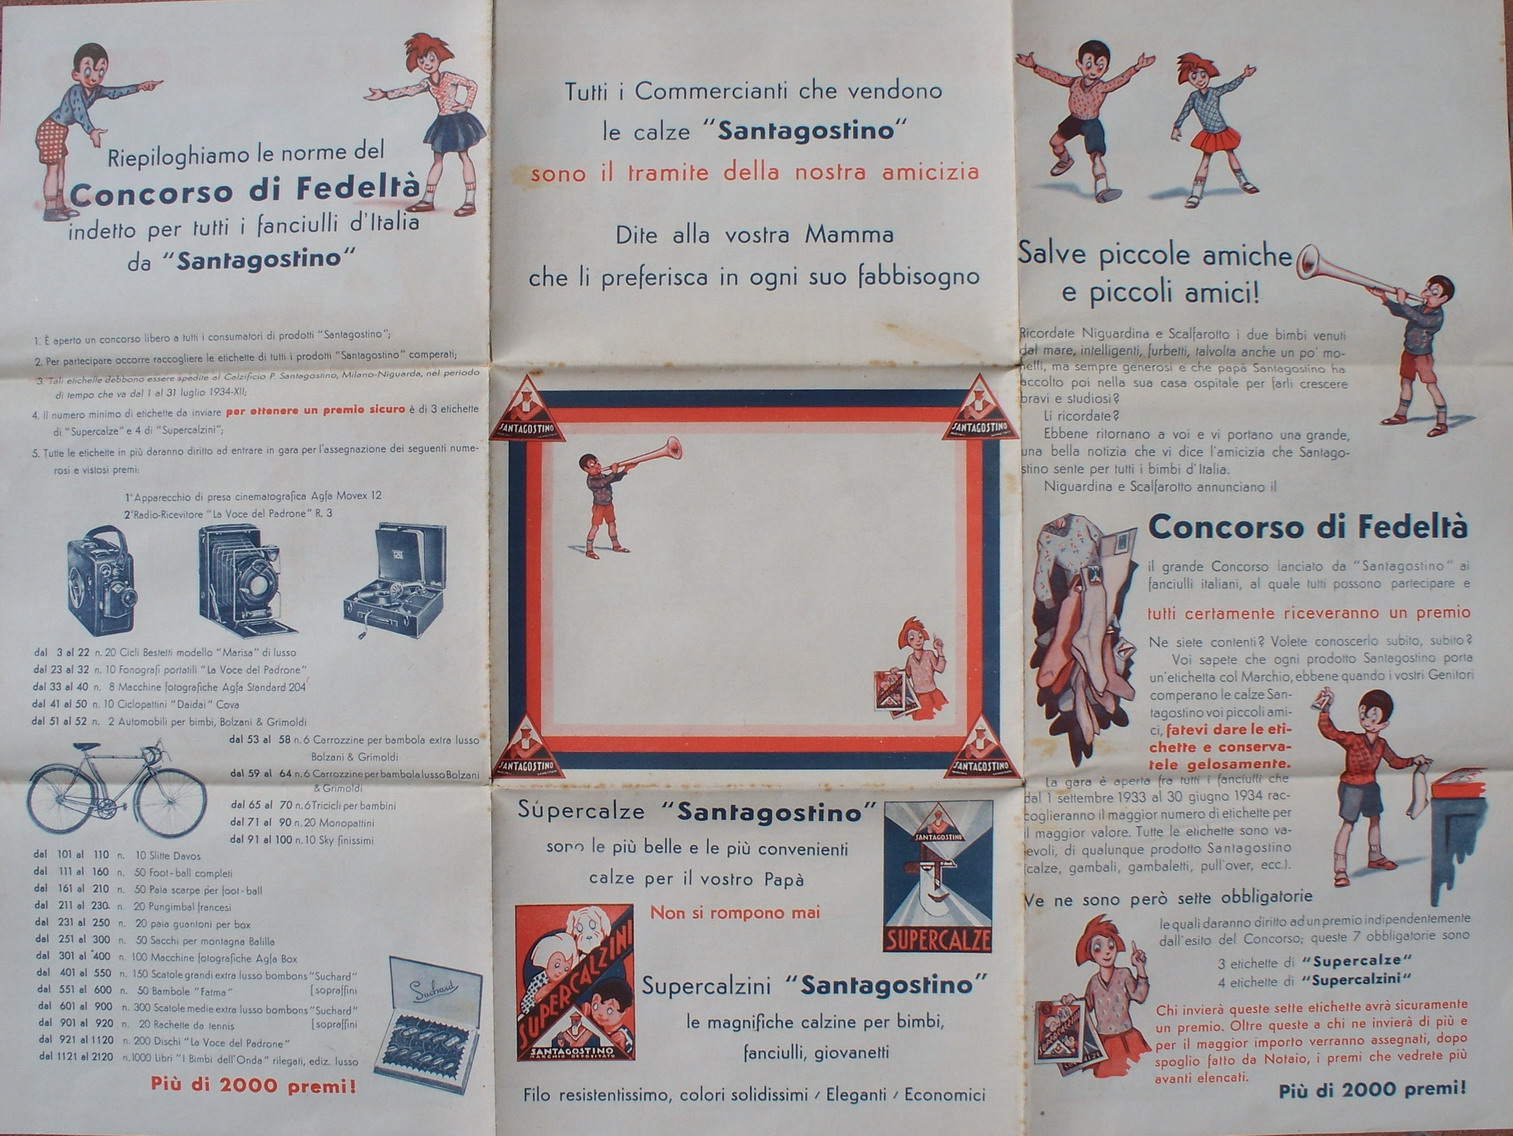 Riepiloghiamo le norme del
Concorso di Fedeltà
indetto per tutti i fanciulli d'Italia
da "Santagostino"
1. È aperto un concorso libero a tutti i consumatori di prodotti "Santagostino";
2. Per partecipare occorre raccogliere le etichette di tutti i prodotti "Santagostino" comperati;
3. Tali etichette debbono essere spedite al Calzificio P. Santagostino, Milano-Niguarda, nel periodo
di tempo che va dal 1 al 31 luglio 1934-XII;
4. Il numero minimo di etichette da inviare per ottenere un premio sicuro è di 3 etichette
di "Supercalze" e 4 di "Supercalzini";
5. Tutte le etichette in più daranno diritto ad entrare in gara per l'assegnazione dei seguenti nume-
rosi e vistosi premi:
1° Apparecchio di presa cinematografica Agfa Movex 12
2° Radio-Ricevitore "La Voce del Padrone" R. 3
dal 3 al 22 n. 20 Cicli Bestetti modello "Marisa" di lusso
dal 23 al 32 n. 10 Fonografi portatili "La Voce del Padrone"
dal 33 al 40 n. 8 Macchine fotografiche Agfa Standard 204
dal 41 al 50 n. 10 Ciclopattini "Daidai" Cova
dal 51 al 52 n. 2 Automobili per bimbi, Bolzani & Grimoldi
dal 53 al 58 n. 6 Carrozzine per bambola extra lusso
Bolzani & Grimoldi
dal 59 al 64 n. 6 Carrozzine per bambola lusso Bolzani
& Grimoldi
dal 65 al 70 n. 6 Tricicli per bambini
dal 71 al 90 n. 20 Monopattini
dal 91 al 100 n. 10 Sky finissimi
dal 101 al 110 n. 10 Slitte Davos
dal 111 al 160 n. 50 Foot-ball completi
dal 161 al 210 n. 50 Paia scarpe per foot-ball
dal 211 al 230 n. 20 Pungimbal francesi
dal 231 al 250 n. 20 paia guantoni per box
dal 251 al 300 n. 50 Sacchi per montagna Balilla
dal 301 al 400 n. 100 Macchine fotografiche Agfa Box
dal 401 al 550 n. 150 Scatole grandi extra lusso bombons "Suchard"
dal 551 al 600 n. 50 Bambole "Fatma" [sopraffini
dal 601 al 900 n. 300 Scatole medie extra lusso bombons "Suchard"
dal 901 al 920 n. 20 Rachette da tennis [sopraffini
dal 921 al 1120 n. 200 Dischi "La Voce del Padrone"
dal 1121 al 2120 n. 1000 Libri "I Bimbi dell'Onda" rilegati, ediz. lusso
Suchard
Più di 2000 premi!
Tutti i Commercianti che vendono
le calze "Santagostino"
sono il tramite della nostra amicizia
Dite alla vostra Mamma
che li preferisca in ogni suo fabbisogno
SANTAGOSTINO
SANTAGOSTINO
SANTAGOSTINO
SANTAGOSTINO
Supercalze "Santagostino"
sono le più belle e le più convenienti
calze per il vostro Papà
Non si rompono mai
SANTAGOSTINO
SUPERCALZE
SUPERCALZINI
SANTAGOSTINO
MARCHIO DEPOSITATO
Supercalzini "Santagostino"
le magnifiche calzine per bimbi,
fanciulli, giovanetti
Filo resistentissimo, colori solidissimi / Eleganti / Economici
Salve piccole amiche
e piccoli amici!
Ricordate Niguardina e Scalfarotto i due bimbi venuti
dal mare, intelligenti, furbetti, talvolta anche un po' mo-
nelli, ma sempre generosi e che papà Santagostino ha
accolto poi nella sua casa ospitale per farli crescere
bravi e studiosi?
Li ricordate?
Ebbene ritornano a voi e vi portano una grande,
una bella notizia che vi dice l'amicizia che Santago-
stino sente per tutti i bimbi d'Italia.
Niguardina e Scalfarotto annunciano il
Concorso di Fedeltà
il grande Concorso lanciato da "Santagostino" ai
fanciulli italiani, al quale tutti possono partecipare e
tutti certamente riceveranno un premio
Ne siete contenti? Volete conoscerlo subito, subito?
Voi sapete che ogni prodotto Santagostino porta
un'etichetta col Marchio, ebbene quando i vostri Genitori
comperano le calze San-
tagostino voi piccoli ami-
ci, fatevi dare le eti-
chette e conserva-
tele gelosamente.
La gara è aperta fra tutti i fanciulli che
dal 1 settembre 1933 al 30 giugno 1934 rac-
coglieranno il maggior numero di etichette per
il maggior valore. Tutte le etichette sono va-
levoli, di qualunque prodotto Santagostino
(calze, gambali, gambaletti, pull'over, ecc.).
Ve ne sono però sette obbligatorie
le quali daranno diritto ad un premio indipendentemente
dall'esito del Concorso; queste 7 obbligatorie sono
3 etichette di "Supercalze"
4 etichette di "Supercalzini"
Chi invierà queste sette etichette avrà sicuramente
un premio. Oltre queste a chi ne invierà di più e
per il maggior importo verranno assegnati, dopo
spoglio fatto da Notaio, i premi che vedrete più
avanti elencati.
Più di 2000 premi!